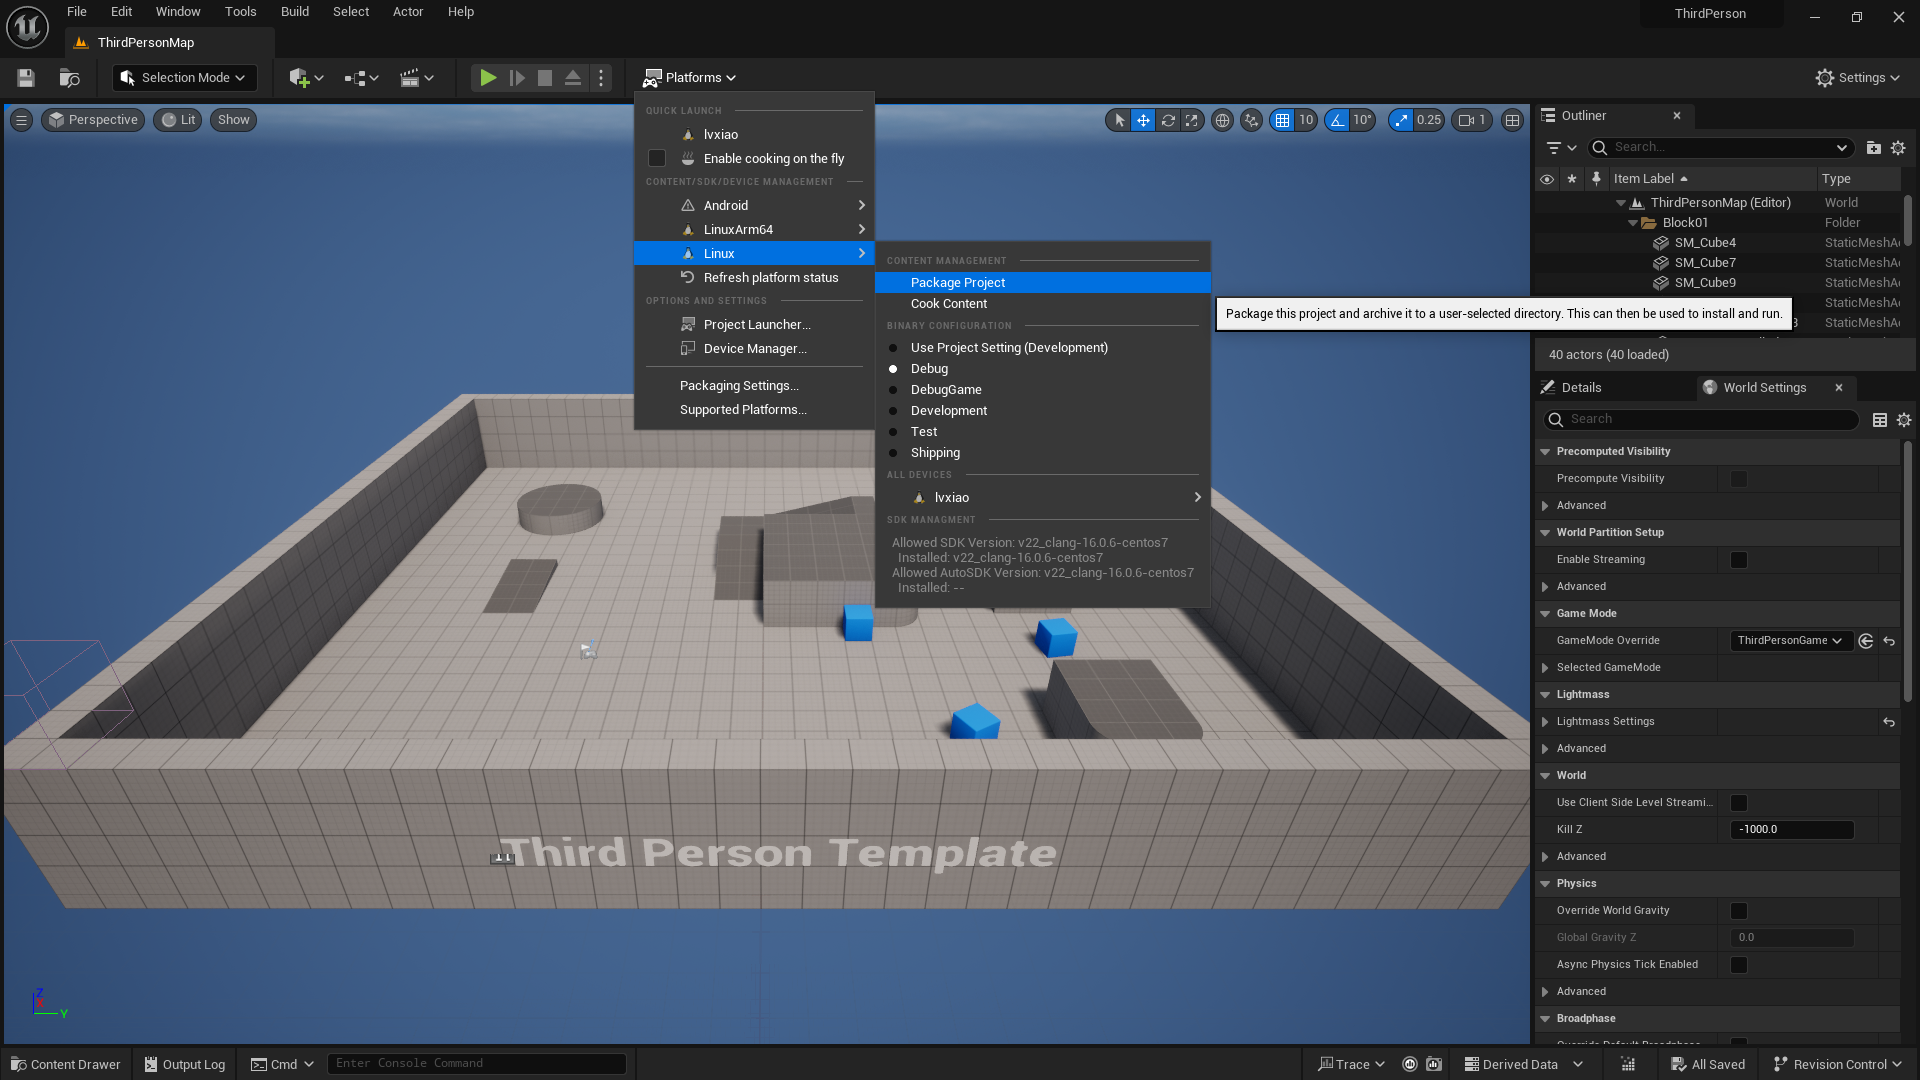 File Edit Window Tools Build Select Actor Help
ThirdPerson
ThirdPersonMap
Selection Mode
Platforms
Settings
Perspective
Lit
Show
10
10°
0.25
1
QUICK LAUNCH
lvxiao
Enable cooking on the fly
CONTENT/SDK/DEVICE MANAGEMENT
Android
LinuxArm64
Linux
Refresh platform status
OPTIONS AND SETTINGS
Project Launcher...
Device Manager...
Packaging Settings...
Supported Platforms...
CONTENT MANAGEMENT
Package Project
Cook Content
BINARY CONFIGURATION
Use Project Setting (Development)
Debug
DebugGame
Development
Test
Shipping
ALL DEVICES
lvxiao
SDK MANAGMENT
Allowed SDK Version: v22_clang-16.0.6-centos7
Installed: v22_clang-16.0.6-centos7
Allowed AutoSDK Version: v22_clang-16.0.6-centos7
Installed: --
Package this project and archive it to a user-selected directory. This can then be used to install and run.
Third Person Template
Z
X
Y
Outliner
Search...
Item Label Type
ThirdPersonMap (Editor) World
Block01 Folder
SM_Cube4 StaticMeshA
SM_Cube7 StaticMeshA
SM_Cube9 StaticMeshA
StaticMeshA
3 StaticMeshA
40 actors (40 loaded)
Details
World Settings
Search
Precomputed Visibility
Precompute Visibility
Advanced
World Partition Setup
Enable Streaming
Advanced
Game Mode
GameMode Override ThirdPersonGame
Selected GameMode
Lightmass
Lightmass Settings
Advanced
World
Use Client Side Level Streami...
Kill Z -1000.0
Advanced
Physics
Override World Gravity
Global Gravity Z 0.0
Async Physics Tick Enabled
Advanced
Broadphase
Override Default Broadphase
Content Drawer
Output Log
Cmd
Enter Console Command
Trace
Derived Data
All Saved
Revision Control